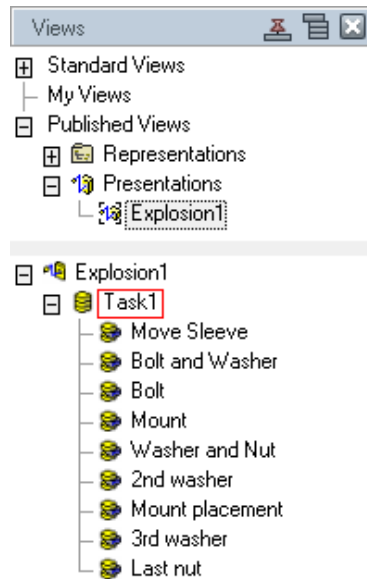 Views
Standard Views
My Views
Published Views
Representations
Presentations
Explosion1
Explosion1
Task1
Move Sleeve
Bolt and Washer
Bolt
Mount
Washer and Nut
2nd washer
Mount placement
3rd washer
Last nut